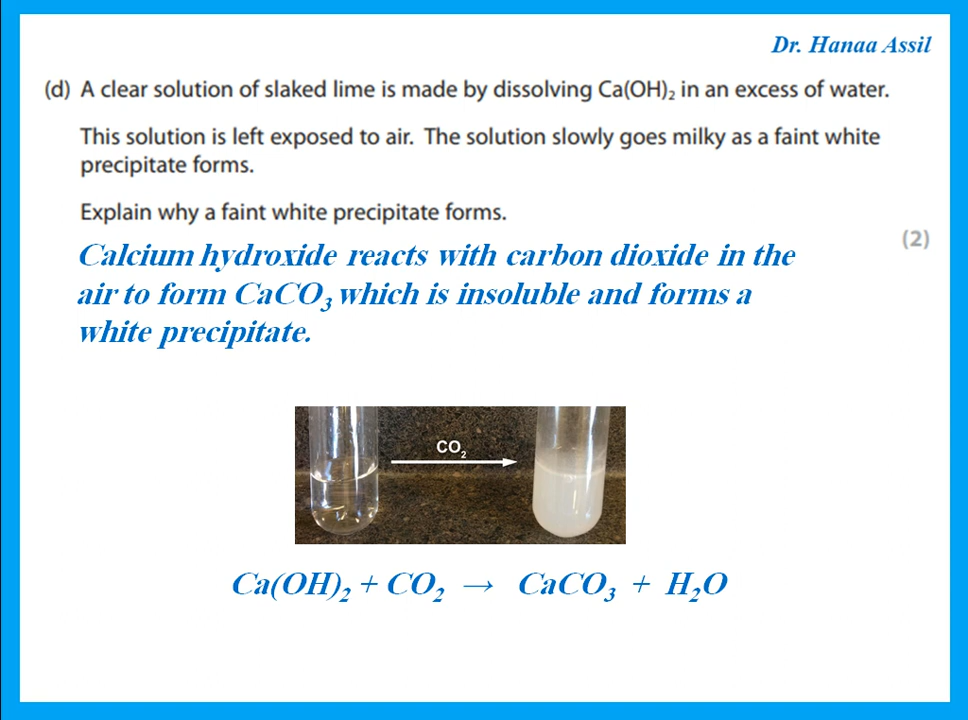 Dr. Hanaa Assil
(d) A clear solution of slaked lime is made by dissolving Ca(OH)₂ in an excess of water.
This solution is left exposed to air. The solution slowly goes milky as a faint white
precipitate forms.
Explain why a faint white precipitate forms.
(2)
Calcium hydroxide reacts with carbon dioxide in the
air to form CaCO₃ which is insoluble and forms a
white precipitate.
CO₂
Ca(OH)₂ + CO₂ → CaCO₃ + H₂O